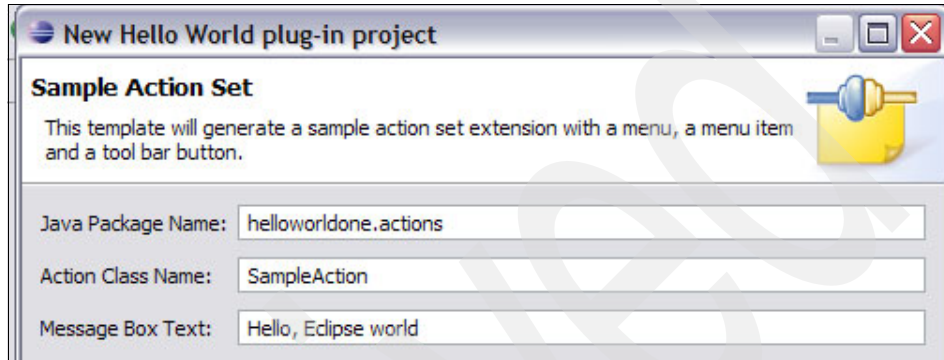 New Hello World plug-in project
Sample Action Set
This template will generate a sample action set extension with a menu, a menu item
and a tool bar button.
Java Package Name: helloworldone.actions
Action Class Name: SampleAction
Message Box Text: Hello, Eclipse world